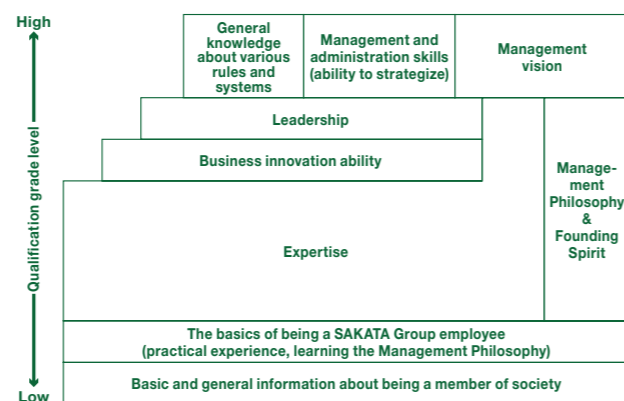 High
General
knowledge
about various
rules and
systems
Management and
administration skills
(ability to strategize)
Management
vision
Leadership
Business innovation ability
Manage-
ment
Philosophy
&
Founding
Spirit
Expertise
Qualification grade level
The basics of being a SAKATA Group employee
(practical experience, learning the Management Philosophy)
Basic and general information about being a member of society
Low